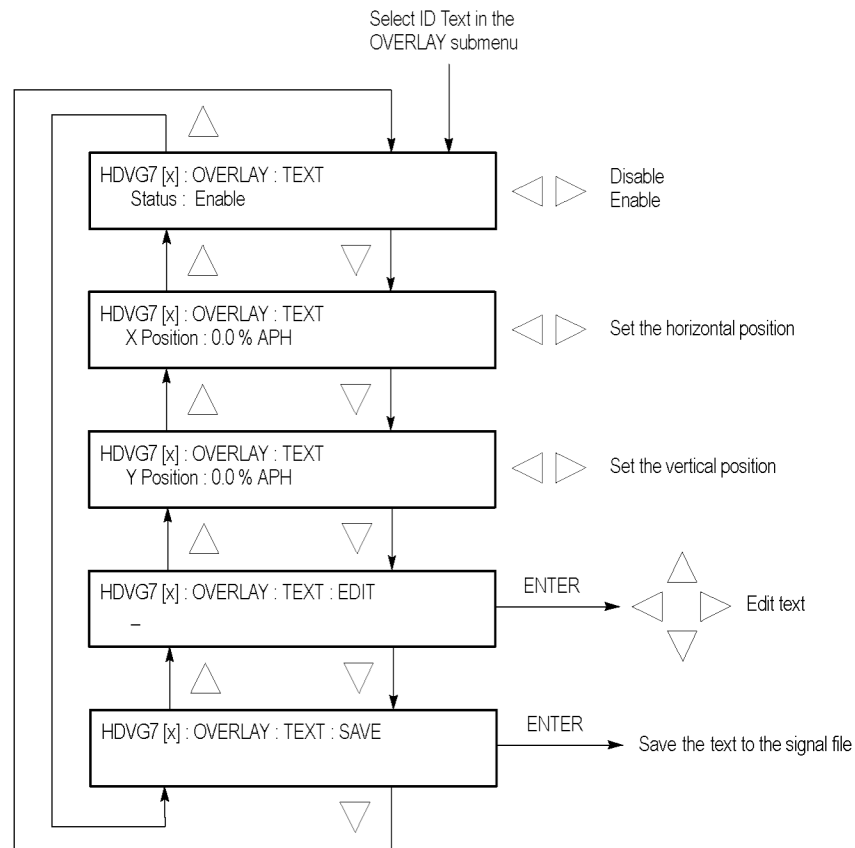 Select ID Text in the
OVERLAY submenu
HDVG7 [x] : OVERLAY : TEXT
Status : Enable
Disable
Enable
HDVG7 [x] : OVERLAY : TEXT
X Position : 0.0 % APH
Set the horizontal position
HDVG7 [x] : OVERLAY : TEXT
Y Position : 0.0 % APH
Set the vertical position
HDVG7 [x] : OVERLAY : TEXT : EDIT
_
ENTER
Edit text
HDVG7 [x] : OVERLAY : TEXT : SAVE
ENTER
Save the text to the signal file